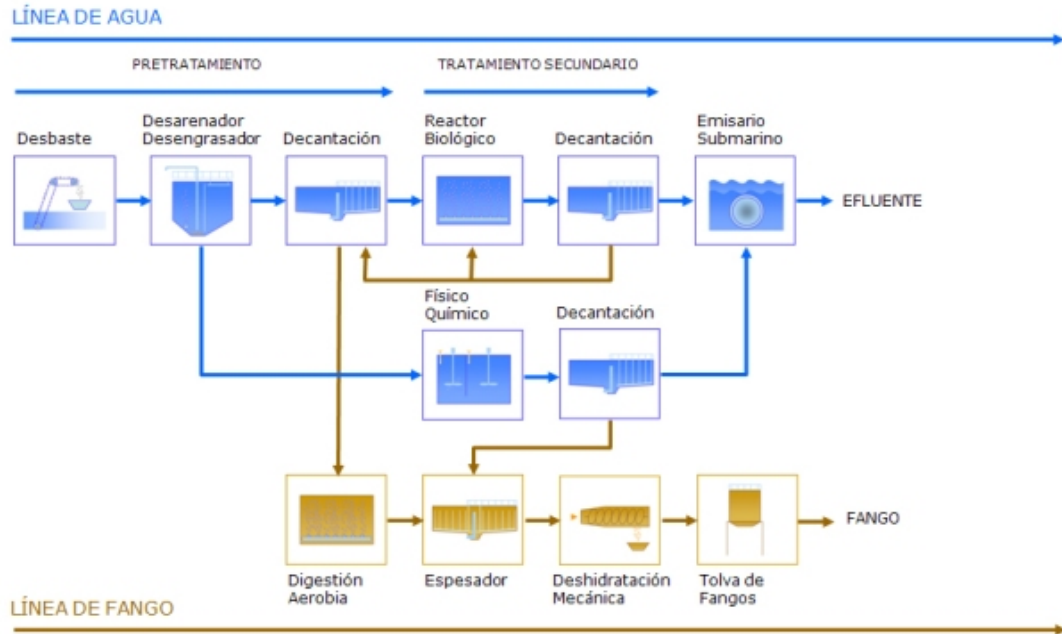 LÍNEA DE AGUA
PRETRATAMIENTO
TRATAMIENTO SECUNDARIO
Desbaste
Desarenador
Desengrasador
Decantación
Reactor
Biológico
Decantación
Emisario
Submarino
EFLUENTE
Físico
Químico
Decantación
FANGO
Digestión
Aerobia
Espesador
Deshidratación
Mecánica
Tolva de
Fangos
LÍNEA DE FANGO